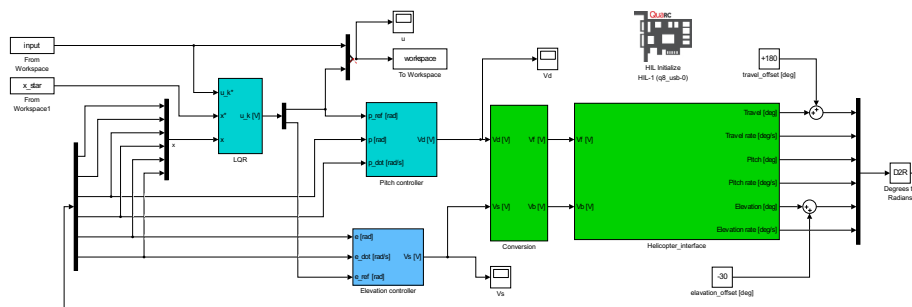 input
From
Workspace
x_star
From
Workspace1
x
u_k*
x*
x
u_k [V]
LQR
u
workspace
To Workspace
p_ref [rad]
p [rad]
p_dot [rad/s]
Vd [V]
Pitch controller
e [rad]
e_dot [rad/s]
e_ref [rad]
Vs [V]
Elevation controller
Vd
Vs
Vd [V]
Vs [V]
Vf [V]
Vb [V]
Conversion
QuaRC
HIL Initialize
HIL-1 (q8_usb-0)
Vf [V]
Vb [V]
Travel [deg]
Travel rate [deg/s]
Pitch [deg]
Pitch rate [deg/s]
Elevation [deg]
Elevation rate [deg/s]
Helicopter_interface
+180
travel_offset [deg]
-30
elavation_offset [deg]
D2R
Degrees t
Radians